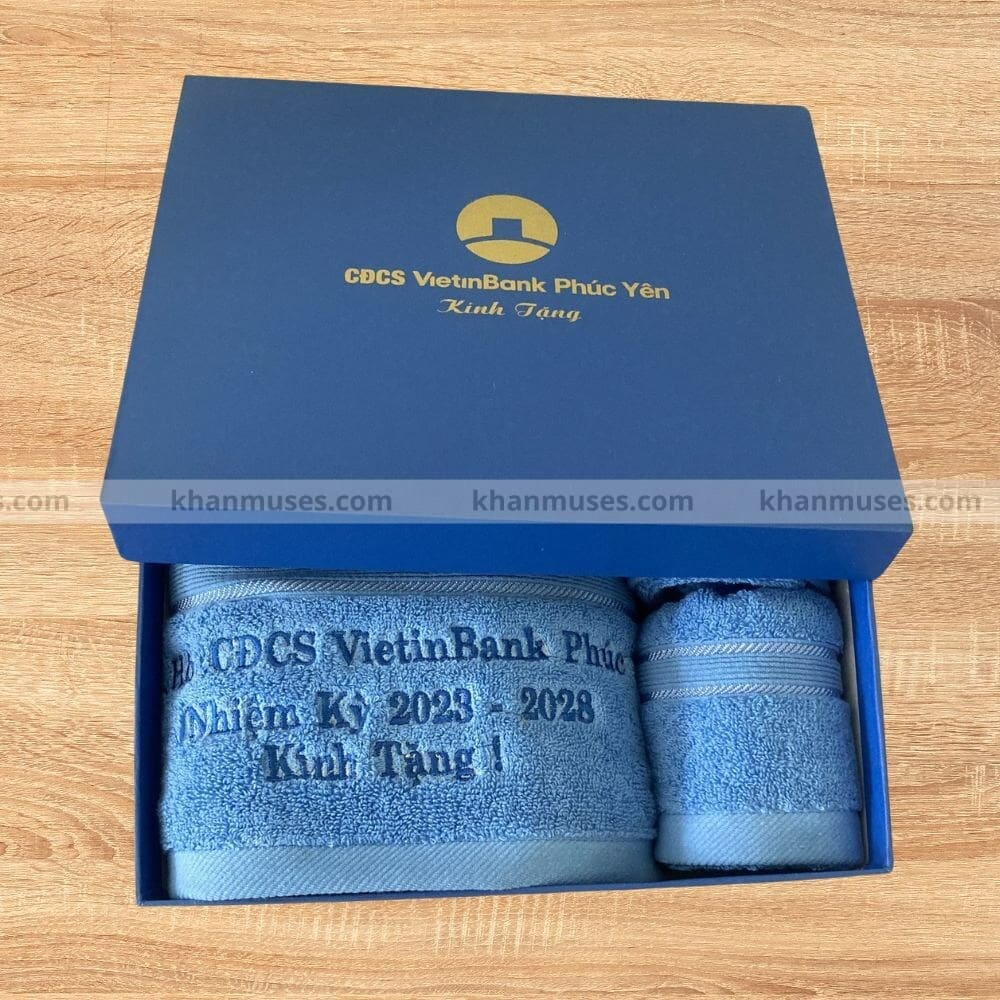 CĐCS VietinBank Phúc Yên
Kính Tặng
khanmuses.com khanmuses.com khanmuses.com
CĐCS VietinBank Phúc
Nhiệm Kỳ 2023 - 2028
Kính Tặng !